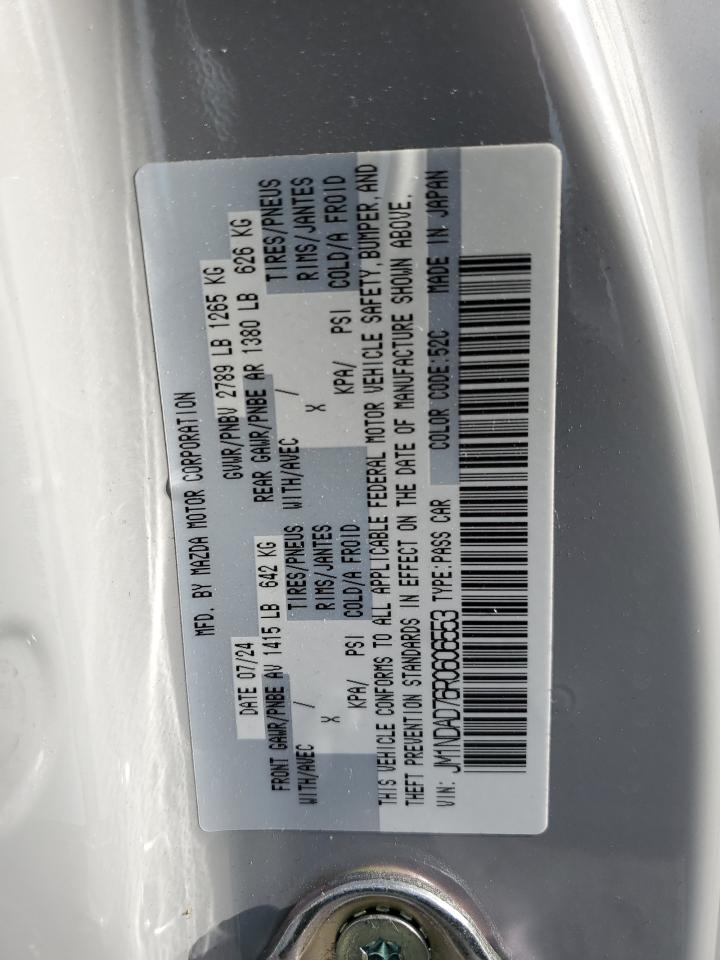 MFD. BY MAZDA MOTOR CORPORATION
DATE 07/24 GVWR/PNBV 2789 LB 1265 KG
FRONT GAWR/PNBE AV 1415 LB 642 KG REAR GAWR/PNBE AR 1380 LB 626 KG
WITH/AVEC / TIRES/PNEUS WITH/AVEC / TIRES/PNEUS
X RIMS/JANTES X RIMS/JANTES
KPA/ PSI COLD/A FROID KPA/ PSI COLD/A FROID
THIS VEHICLE CONFORMS TO ALL APPLICABLE FEDERAL MOTOR VEHICLE SAFETY, BUMPER, AND
THEFT PREVENTION STANDARDS IN EFFECT ON THE DATE OF MANUFACTURE SHOWN ABOVE.
VIN: JM1NDAD76R0606553 TYPE:PASS CAR COLOR CODE:52C MADE IN JAPAN